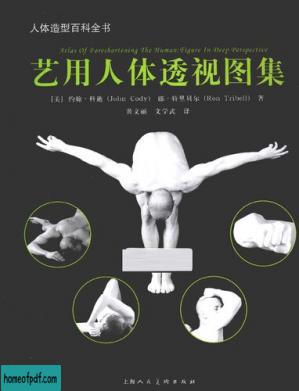 人体造型百科全书
Atlas Of Foreshortening The Human Figure In Deep Perspective
艺用人体透视图集
[美] 约翰·科迪 (John Cody) 娜·特里贝尔 (Ron Tribell) 著
黄文丽 文学武 译
上海人民美术出版社
homeofpdf.com